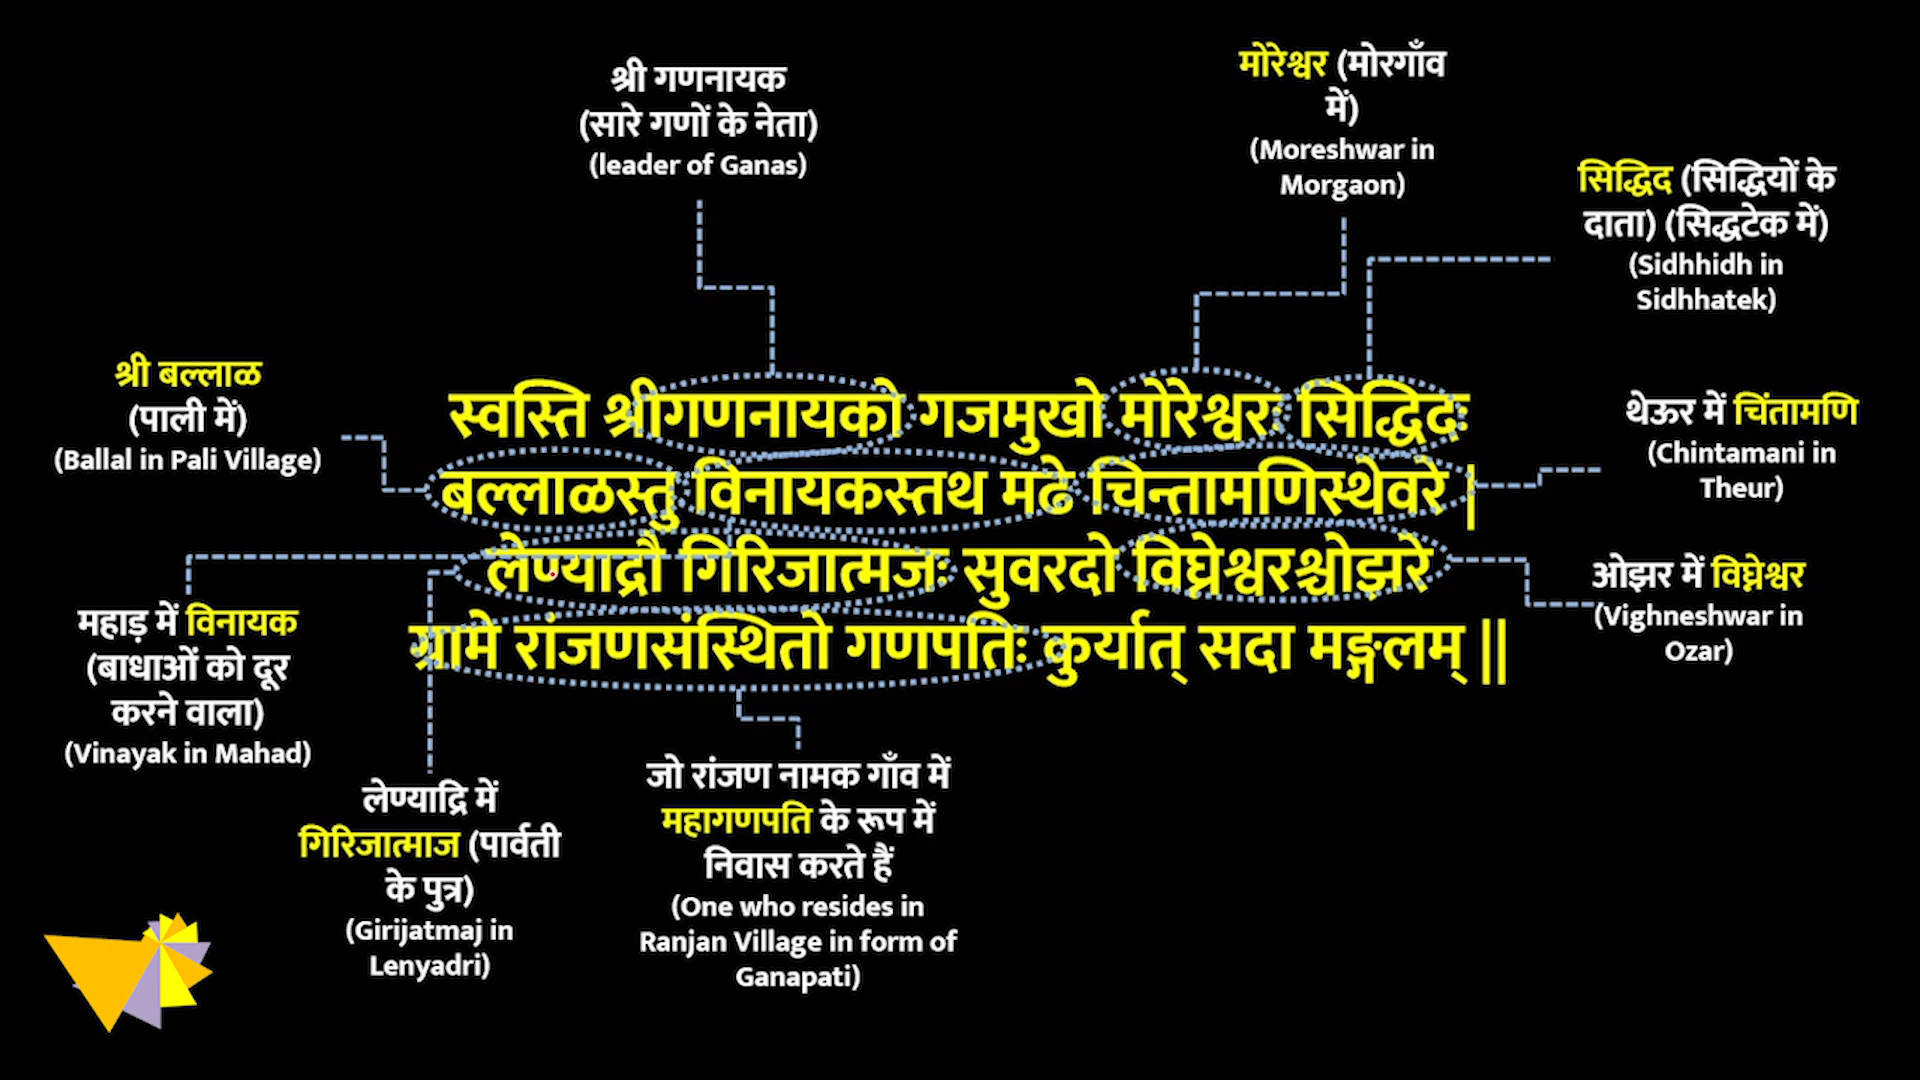 श्री गणनायक
(सारे गणों के नेता)
(leader of Ganas)
मोरेश्वर (मोरगाँव
में)
(Moreshwar in
Morgaon)
सिद्धिद (सिद्धियों के
दाता) (सिद्धटेक में)
(Sidhhidh in
Sidhhatek)
श्री बल्लाळ
(पाली में)
(Ballal in Pali Village)
स्वस्ति श्रीगणनायको गजमुखो मोरेश्वरः सिद्धिदः
बल्लाळस्तु विनायकस्तथ मढे चिन्तामणिस्थेवरे |
लेण्याद्रौ गिरिजात्मजः सुवरदो विघ्नेश्वरश्चोझरे
ग्रामे रांजणसंस्थितो गणपतिः कुर्यात् सदा मङ्गलम् ||
थेऊर में चिंतामणि
(Chintamani in
Theur)
ओझर में विघ्नेश्वर
(Vighneshwar in
Ozar)
महाड़ में विनायक
(बाधाओं को दूर
करने वाला)
(Vinayak in Mahad)
लेण्याद्रि में
गिरिजात्माज (पार्वती
के पुत्र)
(Girijatmaj in
Lenyadri)
जो रांजण नामक गाँव में
महागणपति के रूप में
निवास करते हैं
(One who resides in
Ranjan Village in form of
Ganapati)